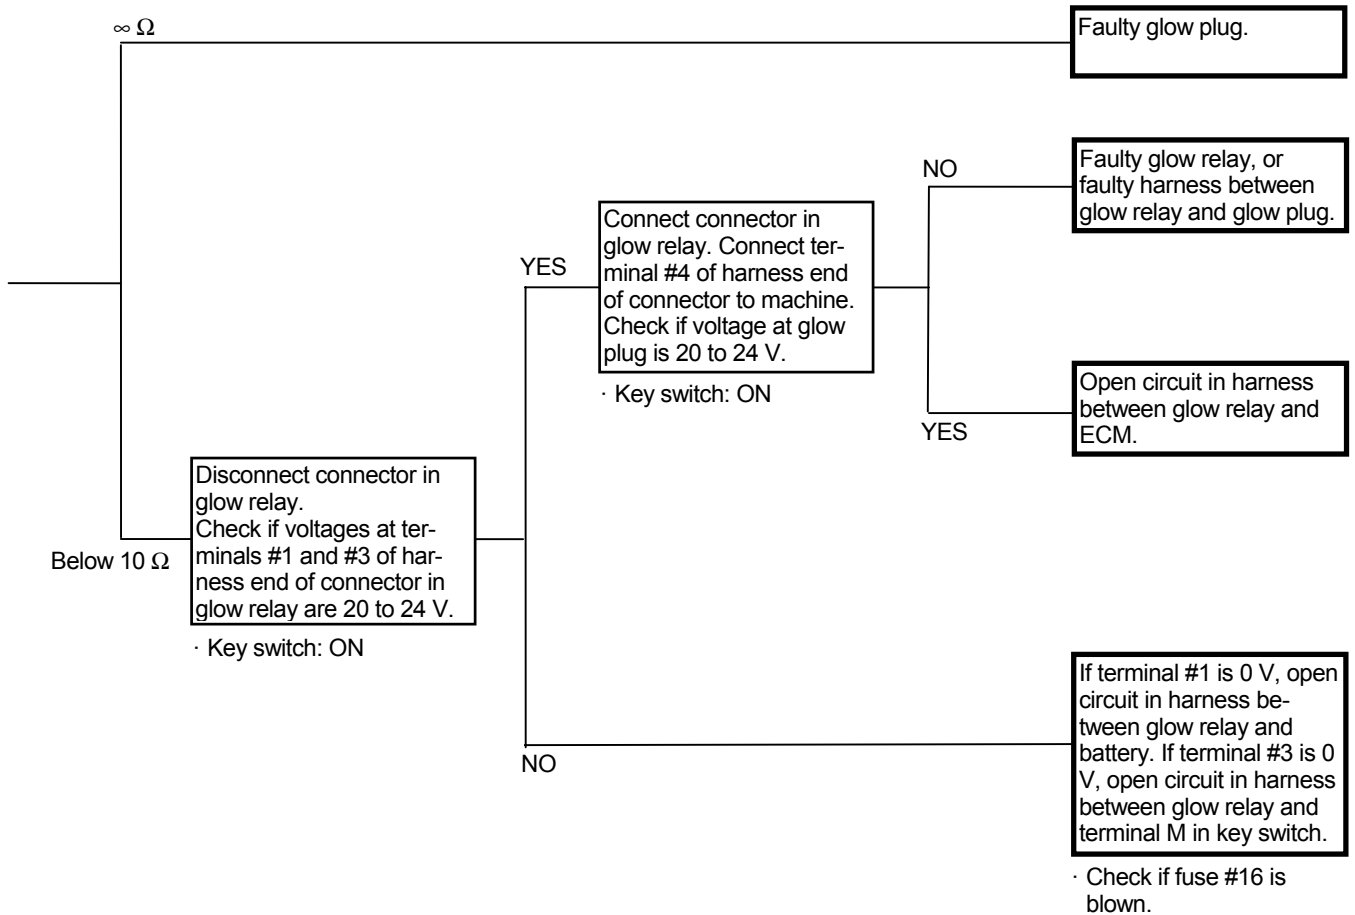 ∞ Ω
Faulty glow plug.
NO
Faulty glow relay, or
faulty harness between
glow relay and glow plug.
YES
Connect connector in
glow relay. Connect ter-
minal #4 of harness end
of connector to machine.
Check if voltage at glow
plug is 20 to 24 V.
· Key switch: ON
YES
Open circuit in harness
between glow relay and
ECM.
Below 10 Ω
Disconnect connector in
glow relay.
Check if voltages at ter-
minals #1 and #3 of har-
ness end of connector in
glow relay are 20 to 24 V.
· Key switch: ON
NO
If terminal #1 is 0 V, open
circuit in harness be-
tween glow relay and
battery. If terminal #3 is 0
V, open circuit in harness
between glow relay and
terminal M in key switch.
· Check if fuse #16 is
blown.